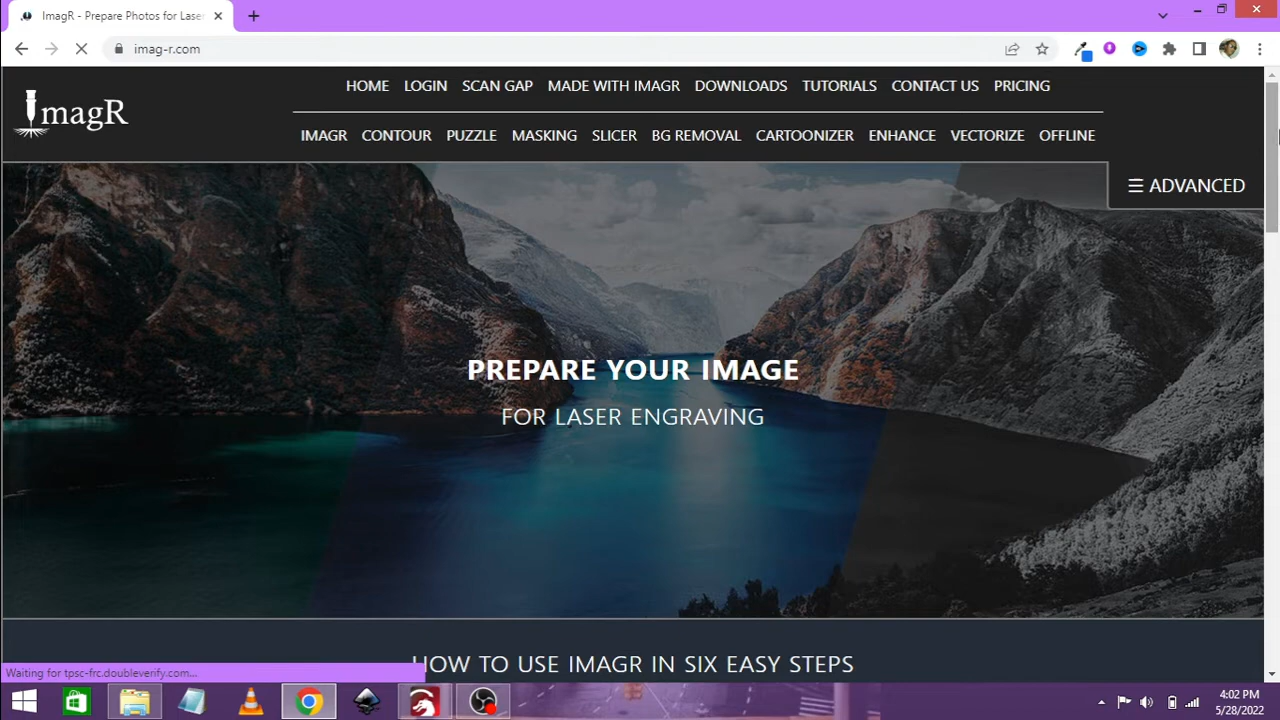 ImagR - Prepare Photos for Laser
imag-r.com
ImagR
HOME LOGIN SCAN GAP MADE WITH IMAGR DOWNLOADS TUTORIALS CONTACT US PRICING
IMAGR CONTOUR PUZZLE MASKING SLICER BG REMOVAL CARTOONIZER ENHANCE VECTORIZE OFFLINE
☰ ADVANCED
PREPARE YOUR IMAGE
FOR LASER ENGRAVING
HOW TO USE IMAGR IN SIX EASY STEPS
Waiting for tpsc-frc.doubleverify.com...
4:02 PM
5/28/2022